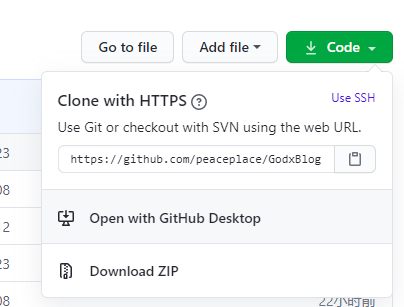 Go to file
Add file
Code
Clone with HTTPS
Use SSH
Use Git or checkout with SVN using the web URL.
https://github.com/peaceplace/GodxBlog
Open with GitHub Desktop
Download ZIP
23
08
12
23
08
22小时前